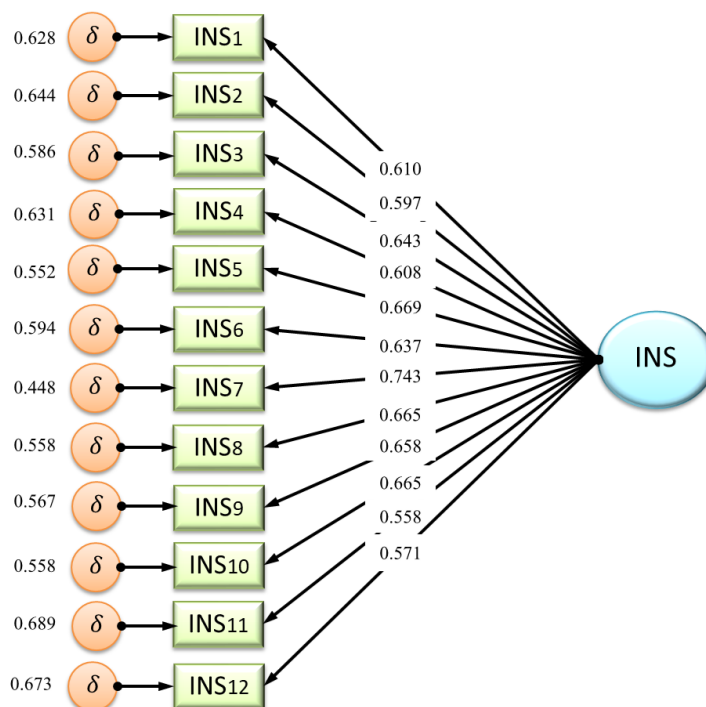 0.628 δ INS1
0.644 δ INS2
0.586 δ INS3
0.631 δ INS4
0.552 δ INS5
0.594 δ INS6
0.448 δ INS7
0.558 δ INS8
0.567 δ INS9
0.558 δ INS10
0.689 δ INS11
0.673 δ INS12
0.610
0.597
0.643
0.608
0.669
0.637
0.743
0.665
0.658
0.665
0.558
0.571
INS